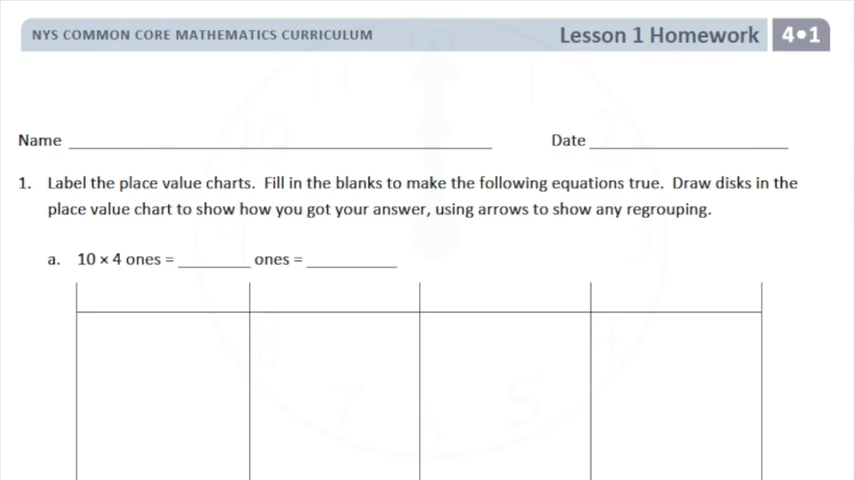 NYS COMMON CORE MATHEMATICS CURRICULUM Lesson 1 Homework 4•1
Name ____________ Date ____________
1. Label the place value charts. Fill in the blanks to make the following equations true. Draw disks in the
place value chart to show how you got your answer, using arrows to show any regrouping.
a. 10 × 4 ones = ________ ones = __________